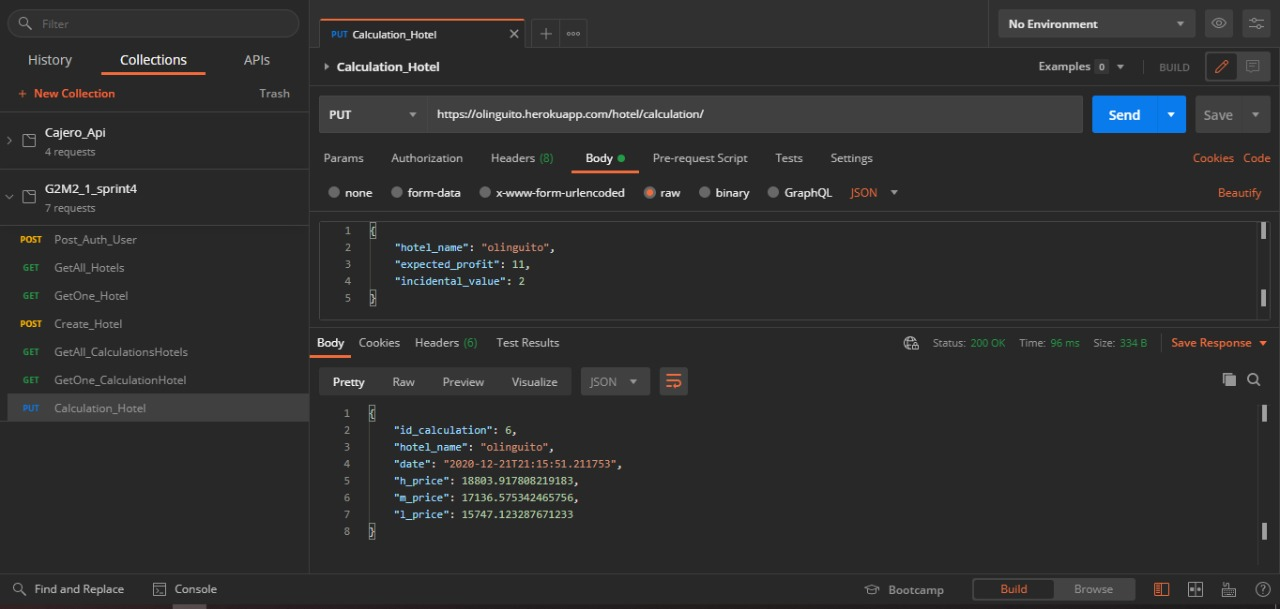 Filter
History Collections APIs
+ New Collection Trash
Cajero_Api
4 requests
G2M2_1_sprint4
7 requests
POST Post_Auth_User
GET GetAll_Hotels
GET GetOne_Hotel
POST Create_Hotel
GET GetAll_CalculationsHotels
GET GetOne_CalculationHotel
PUT Calculation_Hotel
PUT Calculation_Hotel
No Environment
Calculation_Hotel
Examples 0 BUILD
PUT https://olinguito.herokuapp.com/hotel/calculation/ Send Save
Params Authorization Headers (8) Body Pre-request Script Tests Settings Cookies Code
none form-data x-www-form-urlencoded raw binary GraphQL JSON Beautify
1 {
2 "hotel_name": "olinguito",
3 "expected_profit": 11,
4 "incidental_value": 2
5 }
Body Cookies Headers (6) Test Results Status: 200 OK Time: 96 ms Size: 334 B Save Response
Pretty Raw Preview Visualize JSON
1 {
2 "id_calculation": 6,
3 "hotel_name": "olinguito",
4 "date": "2020-12-21T21:15:51.211753",
5 "h_price": 18803.917808219183,
6 "m_price": 17136.575342465756,
7 "l_price": 15747.123287671233
8 }
Find and Replace Console Bootcamp Build Browse